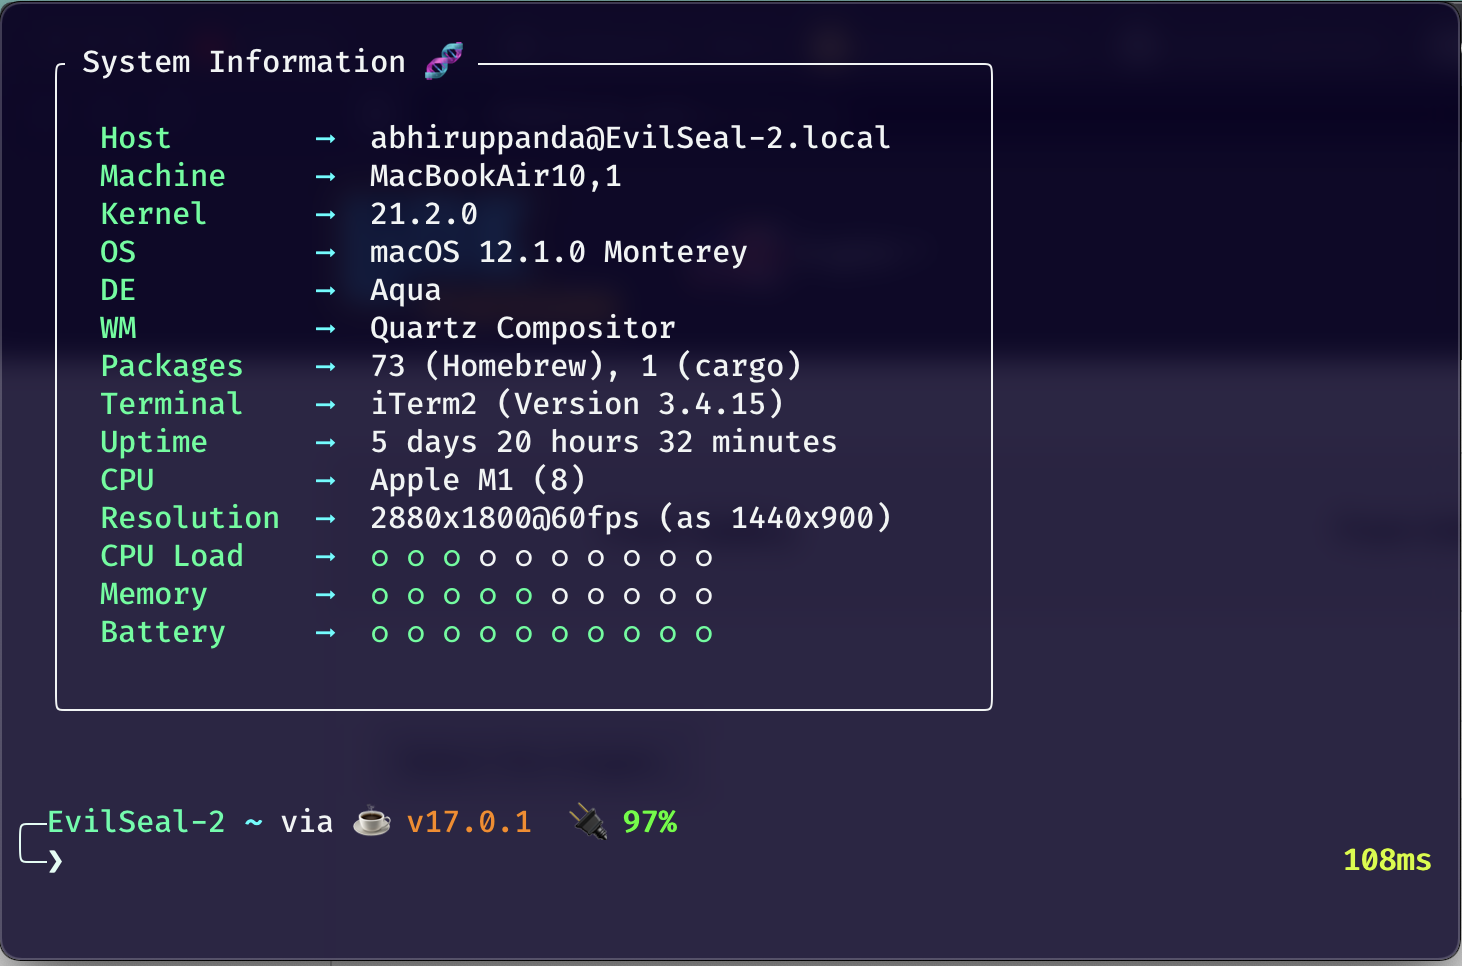 System Information 🧬
Host → abhiruppanda@EvilSeal-2.local
Machine → MacBookAir10,1
Kernel → 21.2.0
OS → macOS 12.1.0 Monterey
DE → Aqua
WM → Quartz Compositor
Packages → 73 (Homebrew), 1 (cargo)
Terminal → iTerm2 (Version 3.4.15)
Uptime → 5 days 20 hours 32 minutes
CPU → Apple M1 (8)
Resolution → 2880x1800@60fps (as 1440x900)
CPU Load → o o o o o o o o o o
Memory → o o o o o o o o o o
Battery → o o o o o o o o o o
EvilSeal-2 ~ via ☕ v17.0.1 🔌 97%
❯ 108ms